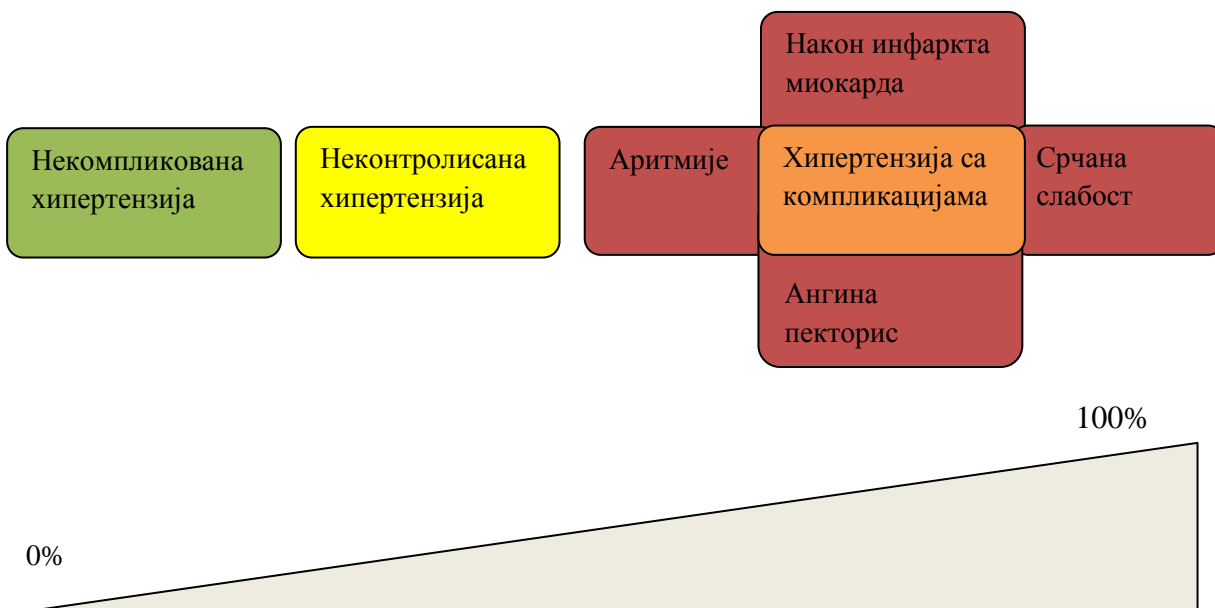 Након инфаркта
миокарда
Некомпликована
хипертензија
Неконтролисана
хипертензија
Аритмије
Хипертензија са
компликацијама
Срчана
слабост
Ангина
пекторис
100%
0%